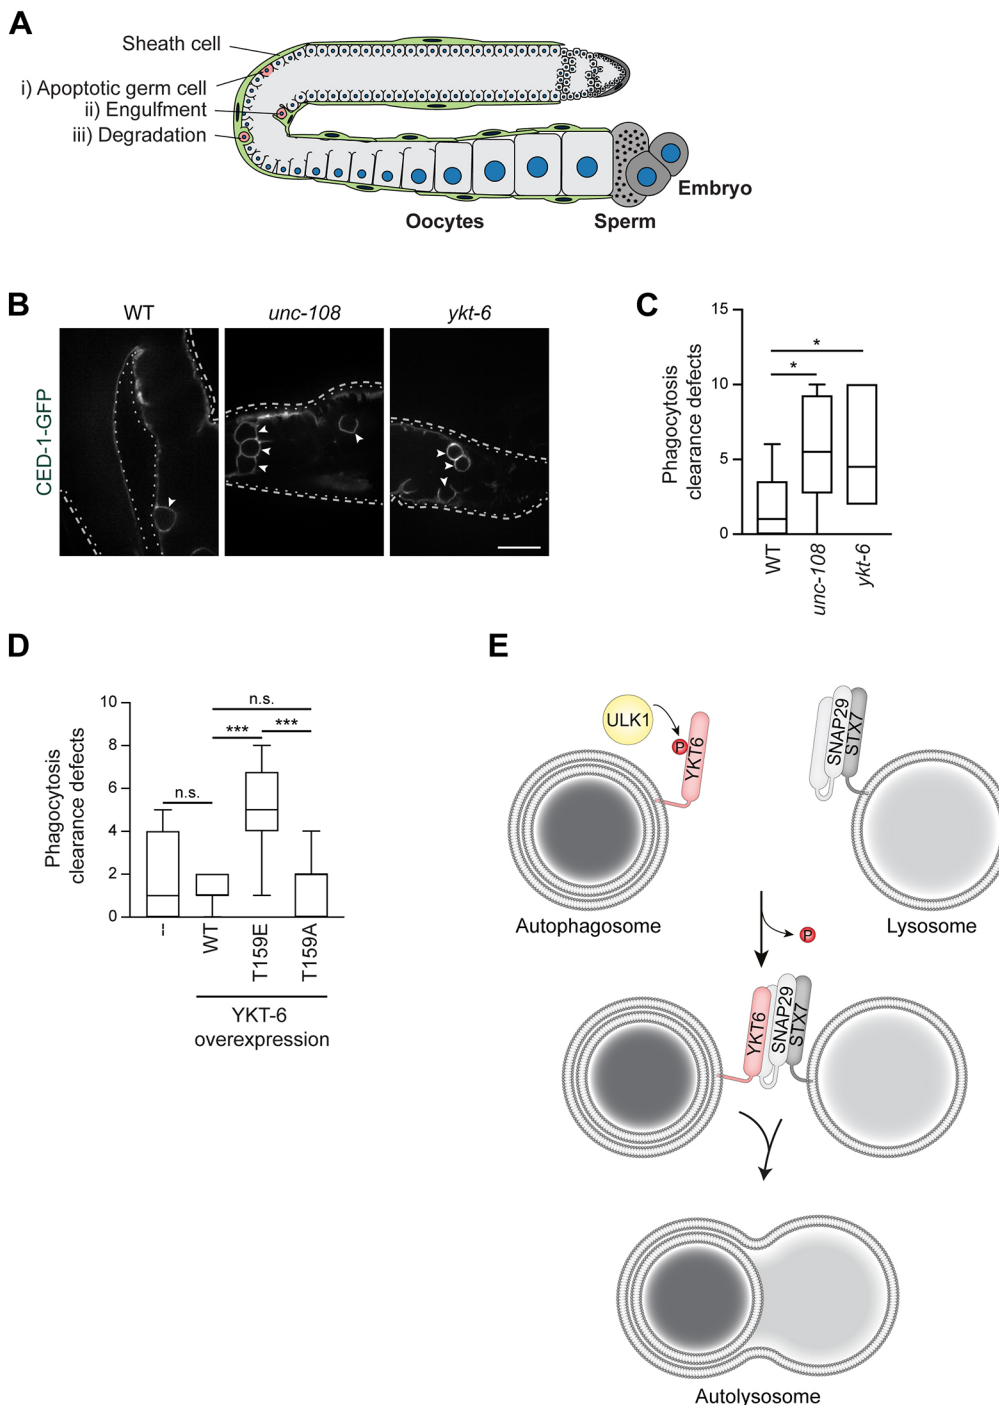 A
Sheath cell
i) Apoptotic germ cell
ii) Engulfment
iii) Degradation
Oocytes
Sperm
Embryo
B
WT
unc-108
ykt-6
CED-1-GFP
C
Phagocytosis
clearance defects
15
10
5
0
*
*
WT
unc-108
ykt-6
D
Phagocytosis
clearance defects
10
8
6
4
2
0
n.s.
***
***
n.s.
--
WT
T159E
T159A
YKT-6
overexpression
E
ULK1
P
YKT6
SNAP29
STX7
Autophagosome
Lysosome
P
YKT6
SNAP29
STX7
Autolysosome